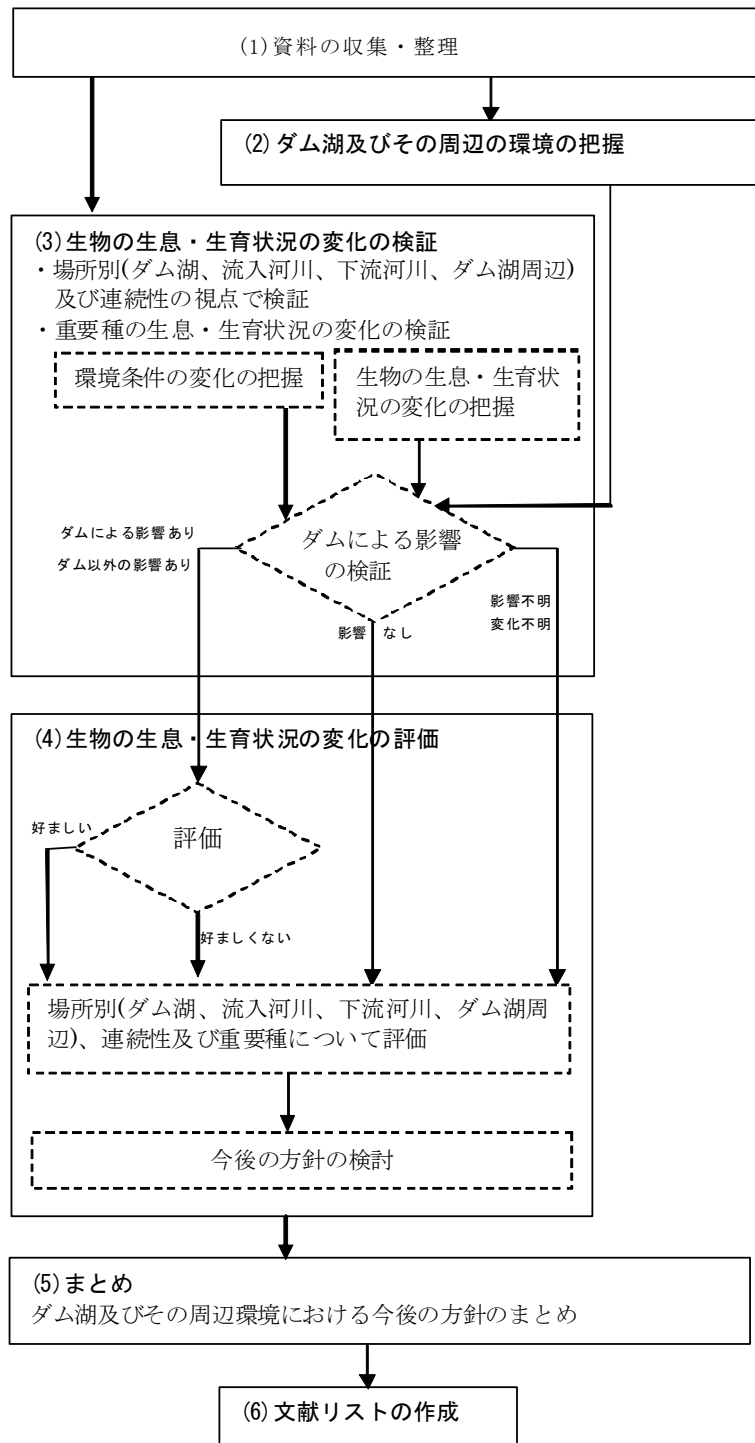 (1)資料の収集・整理
(2)ダム湖及びその周辺の環境の把握
(3)生物の生息・生育状況の変化の検証
・場所別(ダム湖、流入河川、下流河川、ダム湖周辺)
及び連続性の視点で検証
・重要種の生息・生育状況の変化の検証
環境条件の変化の把握
生物の生息・生育状
況の変化の把握
ダムによる影響
の検証
ダムによる影響あり
ダム以外の影響あり
影響なし
影響不明
変化不明
(4)生物の生息・生育状況の変化の評価
評価
好ましい
好ましくない
場所別(ダム湖、流入河川、下流河川、ダム湖周
辺)、連続性及び重要種について評価
今後の方針の検討
(5)まとめ
ダム湖及びその周辺環境における今後の方針のまとめ
(6)文献リストの作成